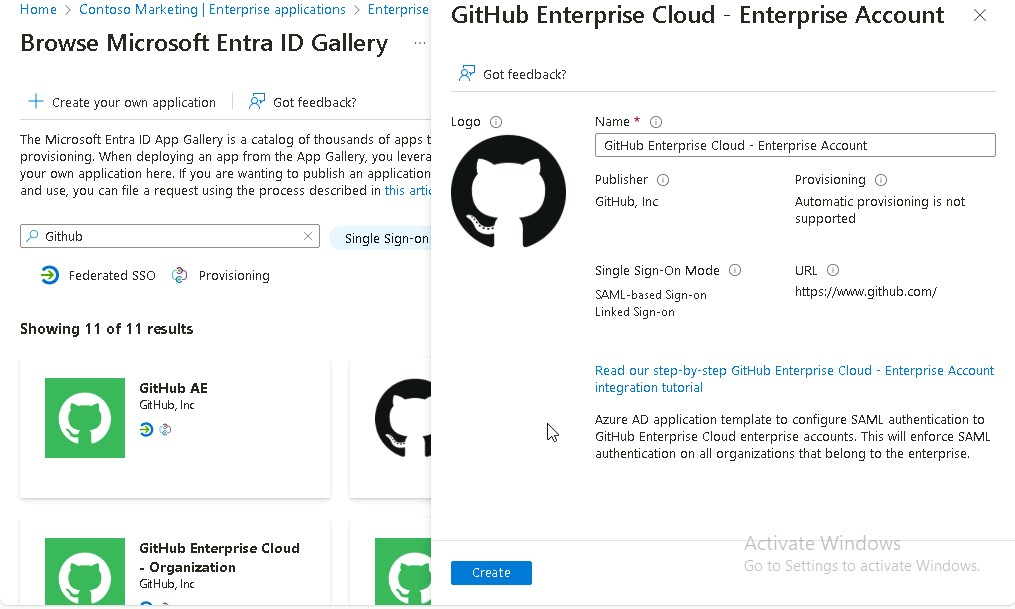 Home > Contoso Marketing | Enterprise applications > Enterprise
Browse Microsoft Entra ID Gallery ...
Create your own application
Got feedback?
The Microsoft Entra ID App Gallery is a catalog of thousands of apps t
provisioning. When deploying an app from the App Gallery, you levera
your own application here. If you are wanting to publish an application
and use, you can file a request using the process described in this artic
Github
Single Sign-on
Federated SSO
Provisioning
Showing 11 of 11 results
GitHub AE
GitHub, Inc
GitHub Enterprise Cloud
- Organization
GitHub, Inc
GitHub Enterprise Cloud - Enterprise Account
Got feedback?
Logo
Name *
GitHub Enterprise Cloud - Enterprise Account
Publisher
GitHub, Inc
Provisioning
Automatic provisioning is not
supported
Single Sign-On Mode
SAML-based Sign-on
Linked Sign-on
URL
https://www.github.com/
Read our step-by-step GitHub Enterprise Cloud - Enterprise Account
integration tutorial
Azure AD application template to configure SAML authentication to
GitHub Enterprise Cloud enterprise accounts. This will enforce SAML
authentication on all organizations that belong to the enterprise.
Activate Windows
Go to Settings to activate Windows.
Create